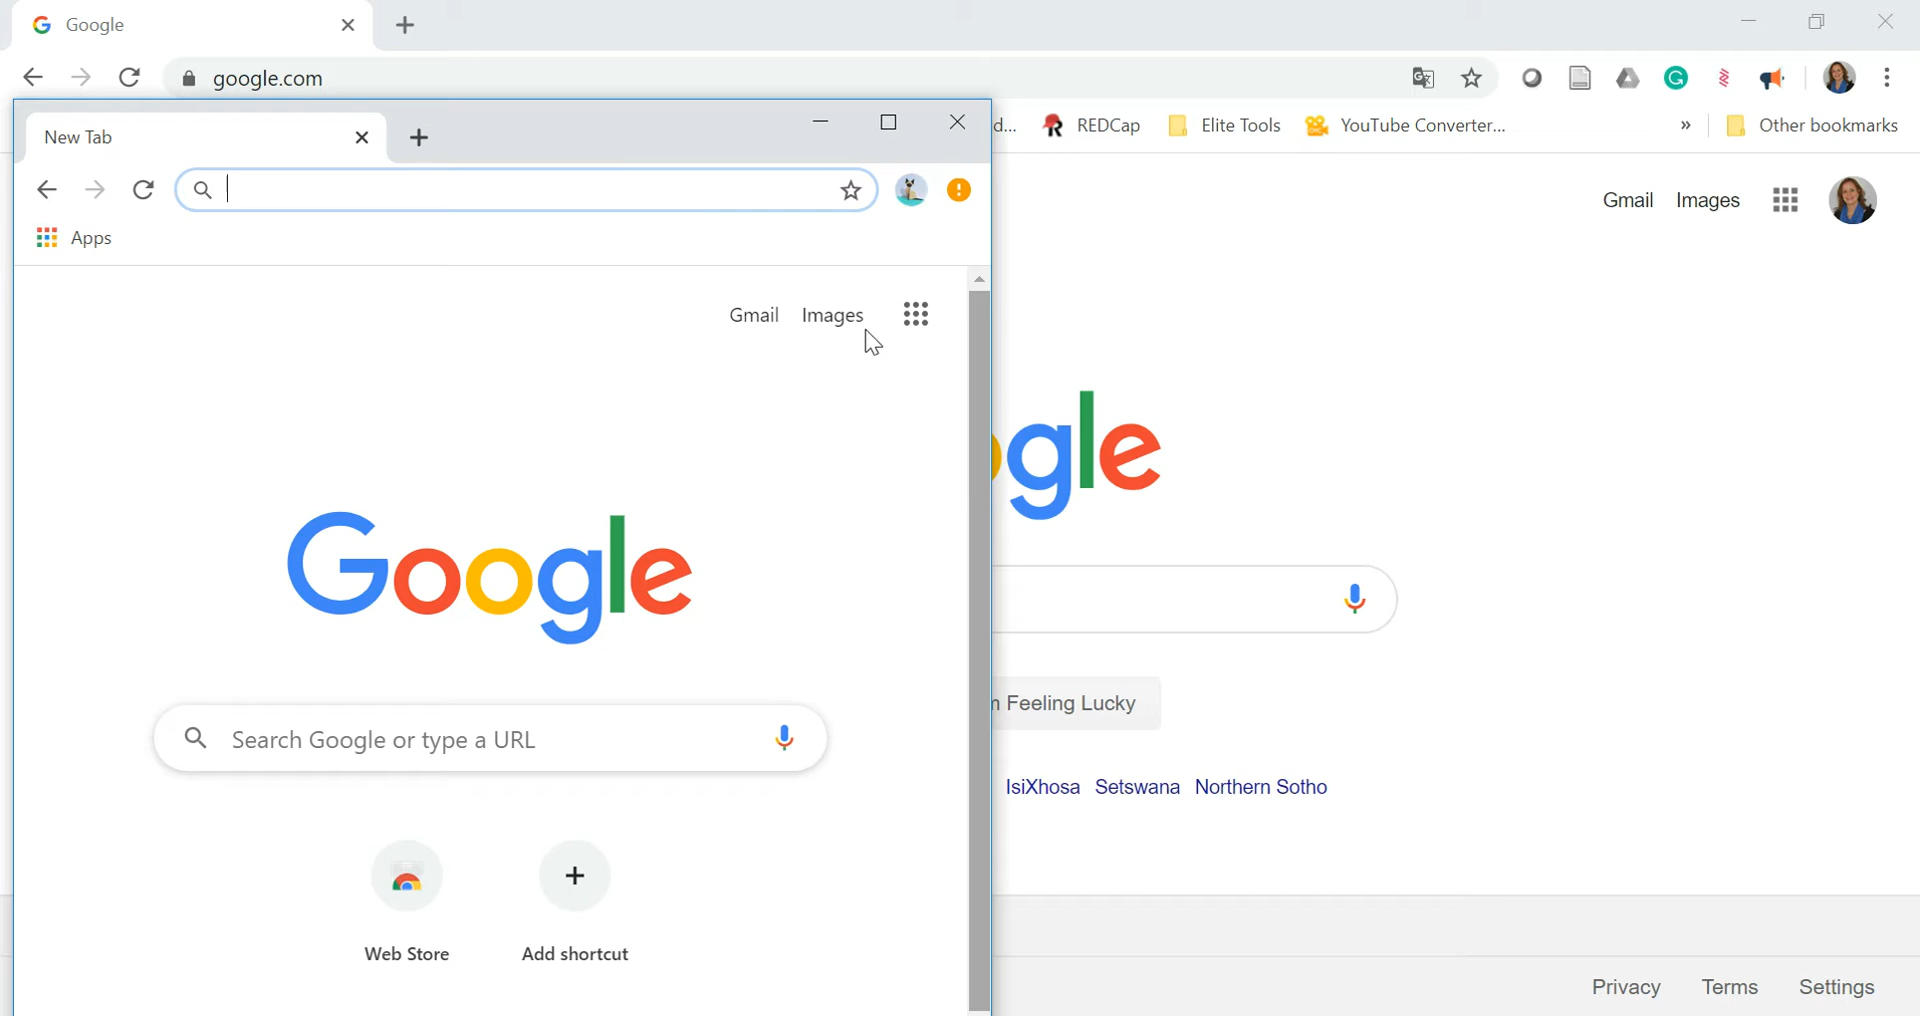 Google
google.com
d... REDCap Elite Tools YouTube Converter... » Other bookmarks
New Tab
Apps
Gmail Images
Gmail Images
Google
gle
Search Google or type a URL
Feeling Lucky
IsiXhosa Setswana Northern Sotho
Web Store Add shortcut
Privacy Terms Settings